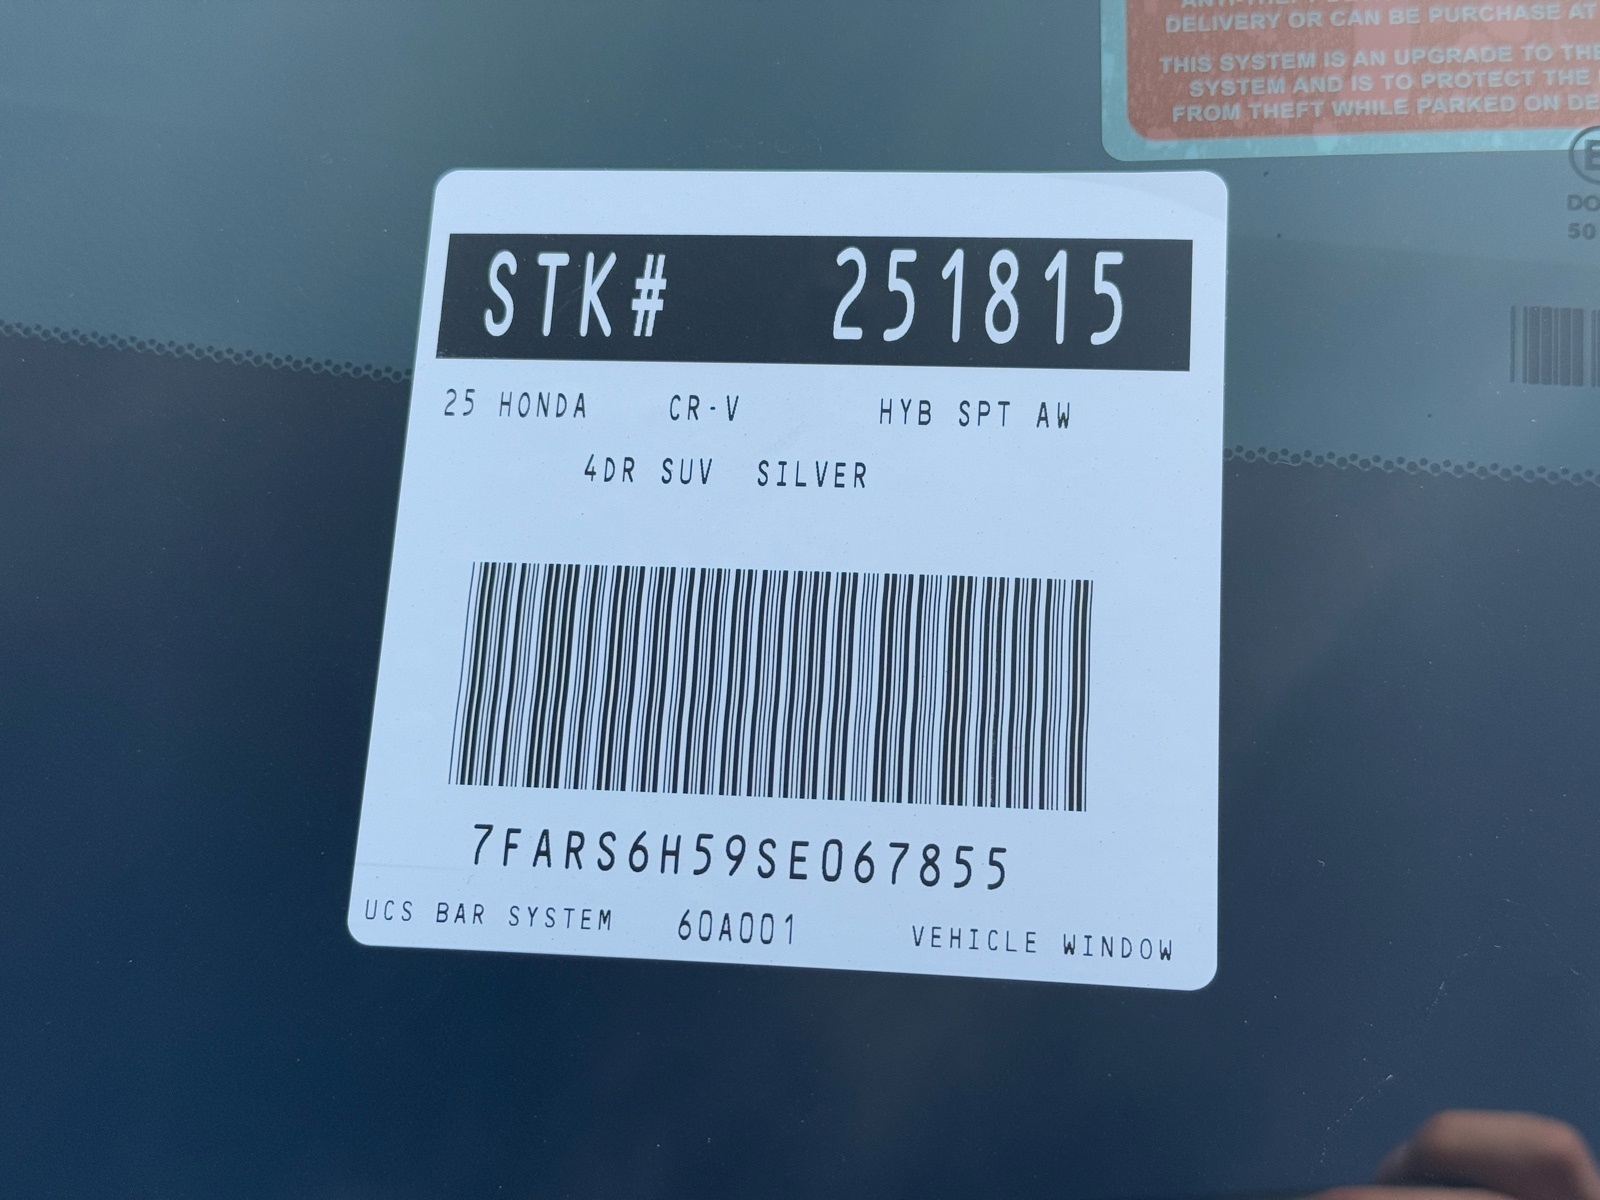 DELIVERY OR CAN BE PURCHASE AT
THIS SYSTEM IS AN UPGRADE TO THE
SYSTEM AND IS TO PROTECT THE
FROM THEFT WHILE PARKED ON DE
E
DO
50
STK# 251815
25 HONDA CR-V HYB SPT AW
4DR SUV SILVER
7FARS6H59SE067855
UCS BAR SYSTEM 60A001 VEHICLE WINDOW